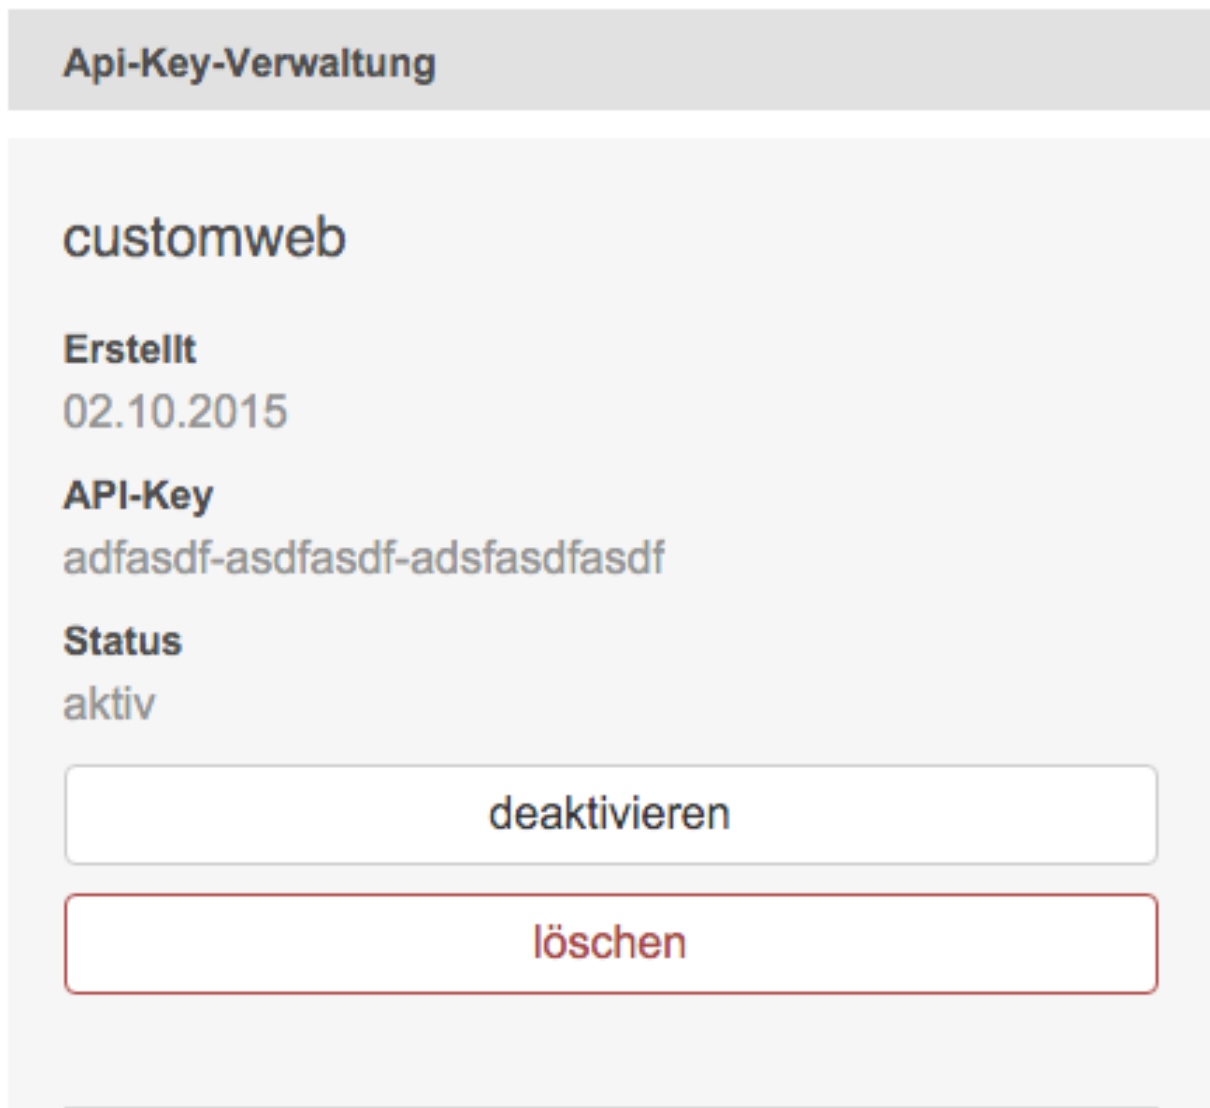 Api-Key-Verwaltung
customweb
Erstellt
02.10.2015
API-Key
adfasdf-asdfasdf-adsfasdfasdf
Status
aktiv
deaktivieren
löschen